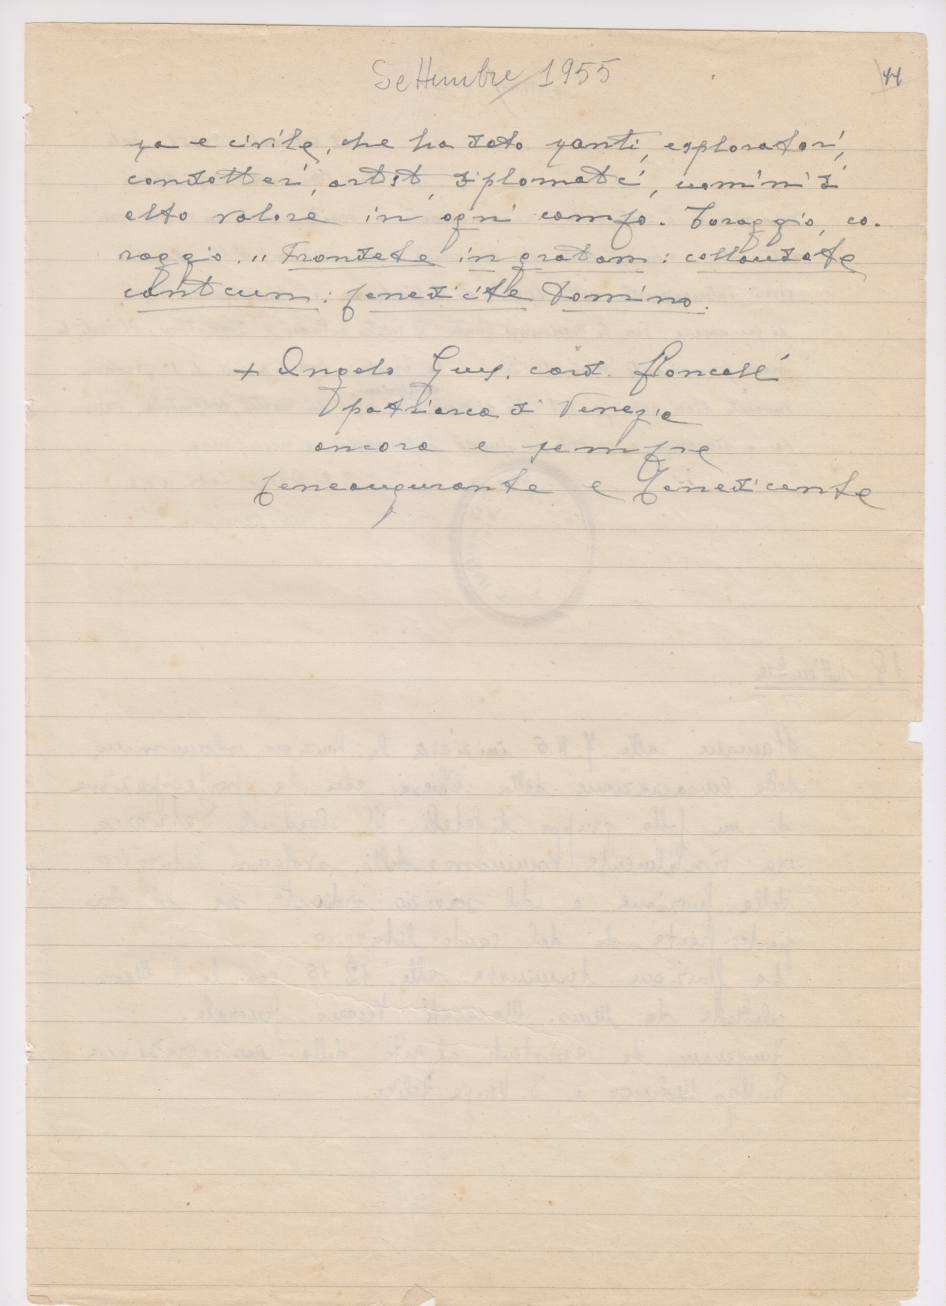 Settembre 1955
44
sa e civile, che ha dato santi, esploratori,
condottieri, artisti, diplomatici, uomini di
alto valore in ogni campo. Coraggio, co-
raggio. „ Frondete in gratiam: collaudate
canticum: benedicite Domino.
+ Angelo Gius. card. Roncalli
patriarca di Venezia
ancora e sempre
beneaugurante e benedicente